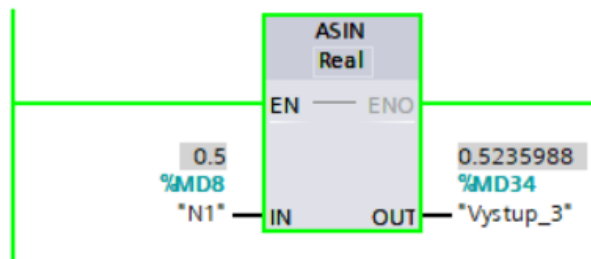 ASIN
Real
EN ENO
0.5 0.5235988
%MD8 %MD34
"N1" IN OUT "Vystup_3"